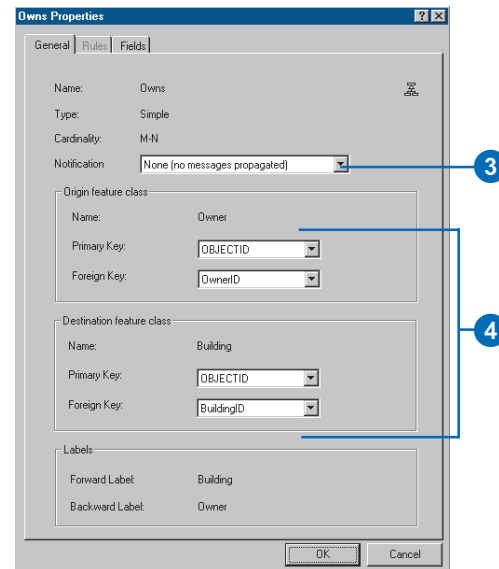 Owns Properties
General Rules Fields
Name: Owns
Type: Simple
Cardinality: M-N
Notification None (no messages propagated)
3
Origin feature class
Name: Owner
Primary Key: OBJECTID
Foreign Key: OwnerID
4
Destination feature class
Name: Building
Primary Key: OBJECTID
Foreign Key: BuildingID
Labels
Forward Label: Building
Backward Label: Owner
OK Cancel